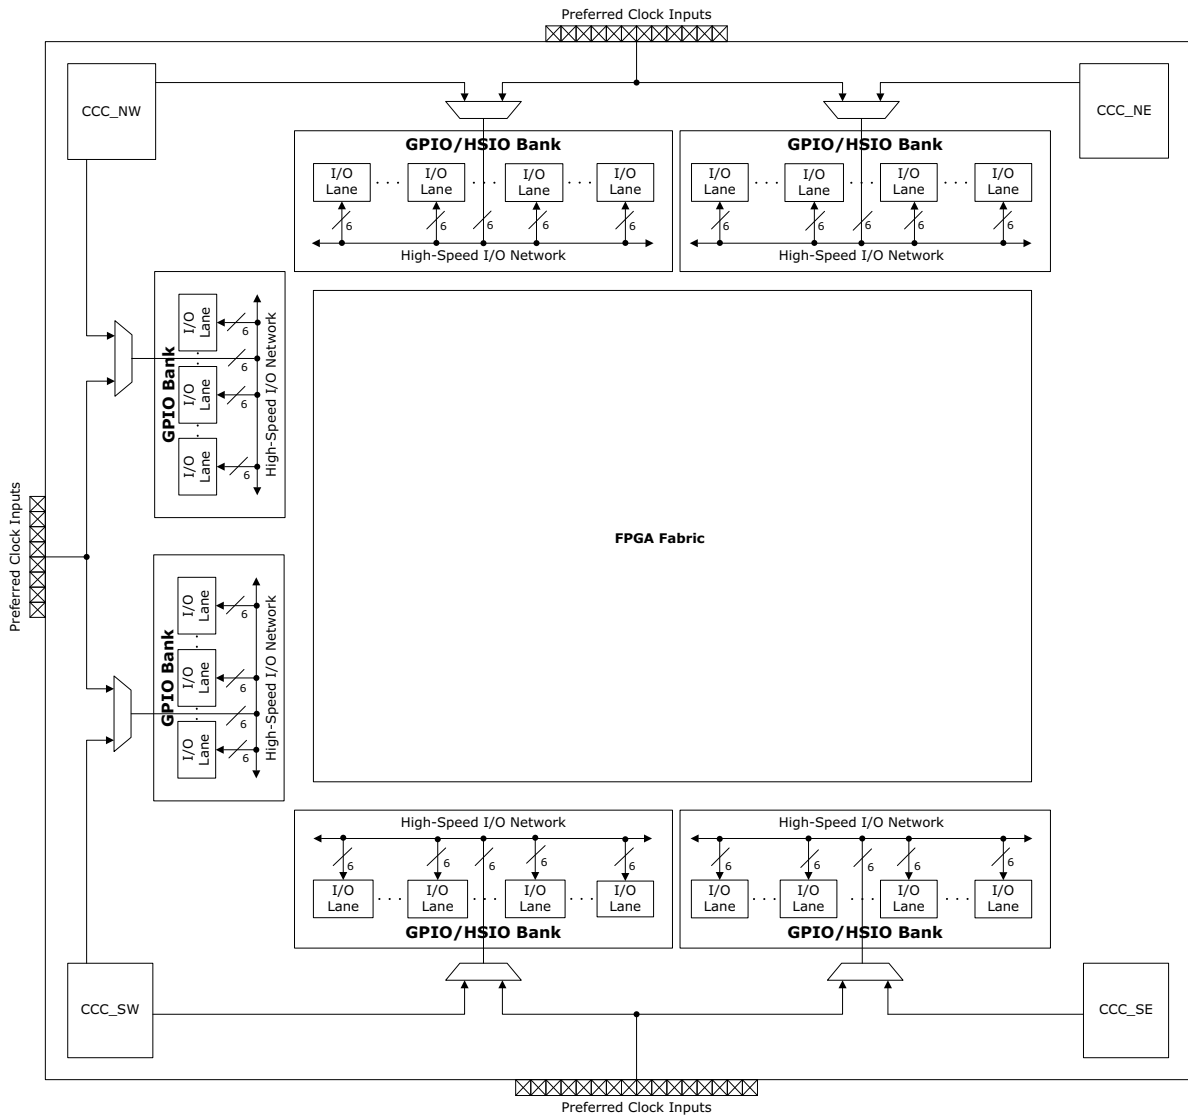 Preferred Clock Inputs
CCC_NW
CCC_NE
GPIO/HSIO Bank
I/O Lane
. . .
I/O Lane
. . .
I/O Lane
. . .
I/O Lane
6
6
6
6
6
High-Speed I/O Network
GPIO/HSIO Bank
I/O Lane
. . .
I/O Lane
. . .
I/O Lane
. . .
I/O Lane
6
6
6
6
6
High-Speed I/O Network
GPIO Bank
I/O Lane
. . .
I/O Lane
. . .
I/O Lane
6
6
6
6
High-Speed I/O Network
Preferred Clock Inputs
FPGA Fabric
GPIO Bank
I/O Lane
. . .
I/O Lane
. . .
I/O Lane
6
6
6
6
High-Speed I/O Network
High-Speed I/O Network
6
6
6
6
6
I/O Lane
. . .
I/O Lane
. . .
I/O Lane
. . .
I/O Lane
GPIO/HSIO Bank
High-Speed I/O Network
6
6
6
6
6
I/O Lane
. . .
I/O Lane
. . .
I/O Lane
. . .
I/O Lane
GPIO/HSIO Bank
CCC_SW
CCC_SE
Preferred Clock Inputs